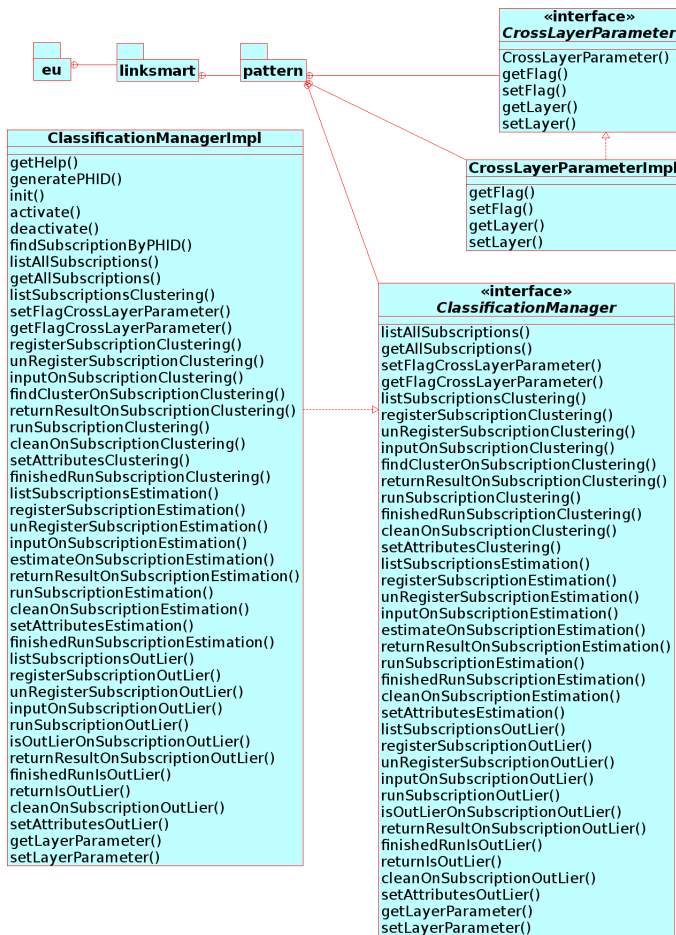 eu
linksmart
pattern
«interface»
CrossLayerParameter
CrossLayerParameter()
getFlag()
setFlag()
getLayer()
setLayer()
CrossLayerParameterImpl
getFlag()
setFlag()
getLayer()
setLayer()
ClassificationManagerImpl
getHelp()
generatePHID()
init()
activate()
deactivate()
findSubscriptionByPHID()
listAllSubscriptions()
getAllSubscriptions()
listSubscriptionsClustering()
setFlagCrossLayerParameter()
getFlagCrossLayerParameter()
registerSubscriptionClustering()
unRegisterSubscriptionClustering()
inputOnSubscriptionClustering()
findClusterOnSubscriptionClustering()
returnResultOnSubscriptionClustering()
runSubscriptionClustering()
cleanOnSubscriptionClustering()
setAttributesClustering()
finishedRunSubscriptionClustering()
listSubscriptionsEstimation()
registerSubscriptionEstimation()
unRegisterSubscriptionEstimation()
inputOnSubscriptionEstimation()
estimateOnSubscriptionEstimation()
returnResultOnSubscriptionEstimation()
runSubscriptionEstimation()
cleanOnSubscriptionEstimation()
setAttributesEstimation()
finishedRunSubscriptionEstimation()
listSubscriptionsOutLier()
registerSubscriptionOutLier()
unRegisterSubscriptionOutLier()
inputOnSubscriptionOutLier()
runSubscriptionOutLier()
isOutLierOnSubscriptionOutLier()
returnResultOnSubscriptionOutLier()
finishedRunIsOutLier()
returnIsOutLier()
cleanOnSubscriptionOutLier()
setAttributesOutLier()
getLayerParameter()
setLayerParameter()
«interface»
ClassificationManager
listAllSubscriptions()
getAllSubscriptions()
setFlagCrossLayerParameter()
getFlagCrossLayerParameter()
listSubscriptionsClustering()
registerSubscriptionClustering()
unRegisterSubscriptionClustering()
inputOnSubscriptionClustering()
findClusterOnSubscriptionClustering()
returnResultOnSubscriptionClustering()
runSubscriptionClustering()
finishedRunSubscriptionClustering()
cleanOnSubscriptionClustering()
setAttributesClustering()
listSubscriptionsEstimation()
registerSubscriptionEstimation()
unRegisterSubscriptionEstimation()
inputOnSubscriptionEstimation()
estimateOnSubscriptionEstimation()
returnResultOnSubscriptionEstimation()
runSubscriptionEstimation()
finishedRunSubscriptionEstimation()
cleanOnSubscriptionEstimation()
setAttributesEstimation()
listSubscriptionsOutLier()
registerSubscriptionOutLier()
unRegisterSubscriptionOutLier()
inputOnSubscriptionOutLier()
runSubscriptionOutLier()
isOutLierOnSubscriptionOutLier()
returnResultOnSubscriptionOutLier()
finishedRunIsOutLier()
returnIsOutLier()
cleanOnSubscriptionOutLier()
setAttributesOutLier()
getLayerParameter()
setLayerParameter()